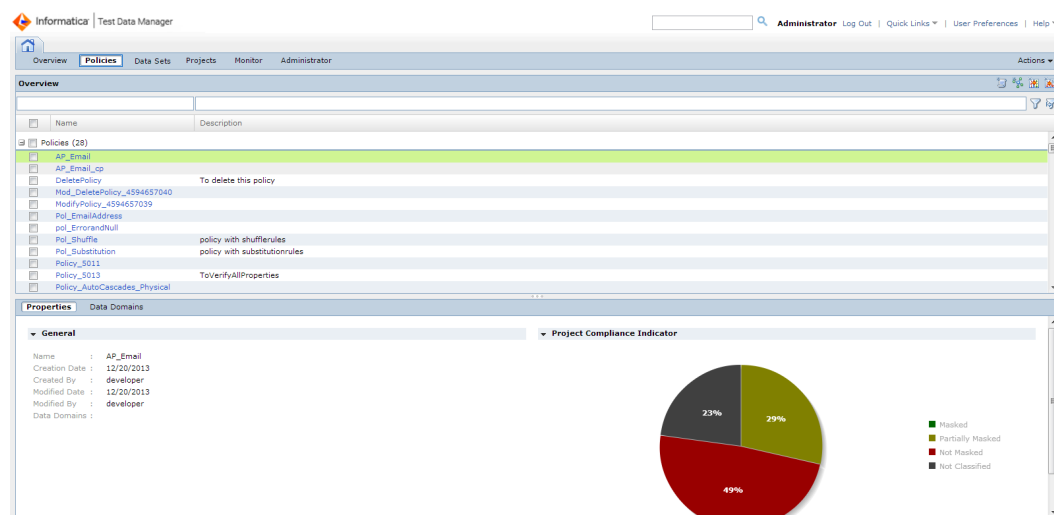 Informatica Test Data Manager
Administrator Log Out | Quick Links | User Preferences | Help
Overview Policies Data Sets Projects Monitor Administrator Actions
Overview
Name Description
Policies (28)
AP_Email
AP_Email_cp
DeletePolicy To delete this policy
Mod_DeletePolicy_4594657040
ModifyPolicy_4594657039
Pol_EmailAddress
pol_ErrorandNull
Pol_Shuffle policy with shufflerules
Pol_Substitution policy with substitutionrules
Policy_5011
Policy_5013 ToVerifyAllProperties
Policy_AutoCascades_Physical
Properties Data Domains
General
Name : AP_Email
Creation Date : 12/20/2013
Created By : developer
Modified Date : 12/20/2013
Modified By : developer
Data Domains :
Project Compliance Indicator
23%
29%
49%
Masked
Partially Masked
Not Masked
Not Classified